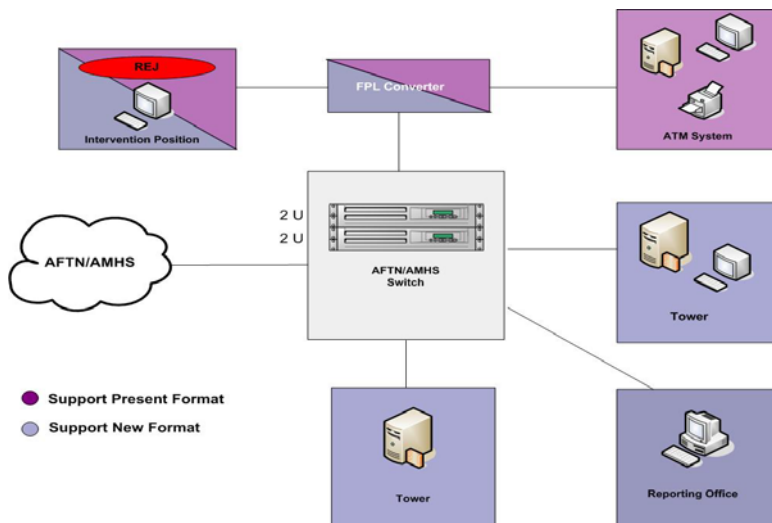 REJ
Intervention Position
FPL Converter
ATM System
2 U
2 U
AFTN/AMHS
Switch
AFTN/AMHS
Tower
Support Present Format
Support New Format
Tower
Reporting Office